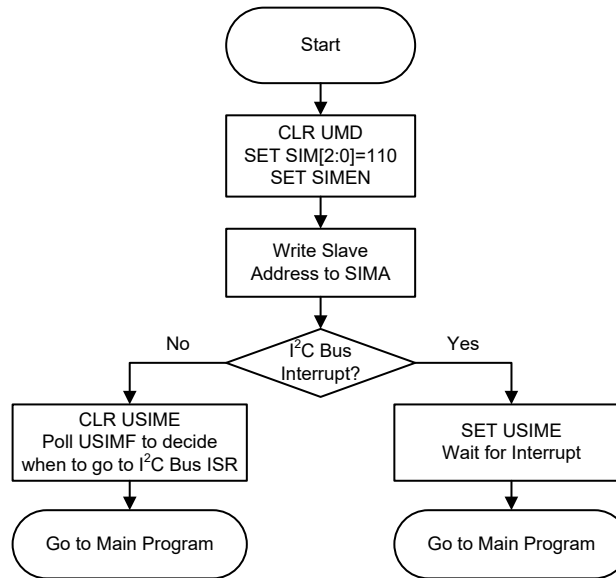 Start
CLR UMD
SET SIM[2:0]=110
SET SIMEN
Write Slave
Address to SIMA
I²C Bus
Interrupt?
No
Yes
CLR USIME
Poll USIMF to decide
when to go to I²C Bus ISR
SET USIME
Wait for Interrupt
Go to Main Program
Go to Main Program